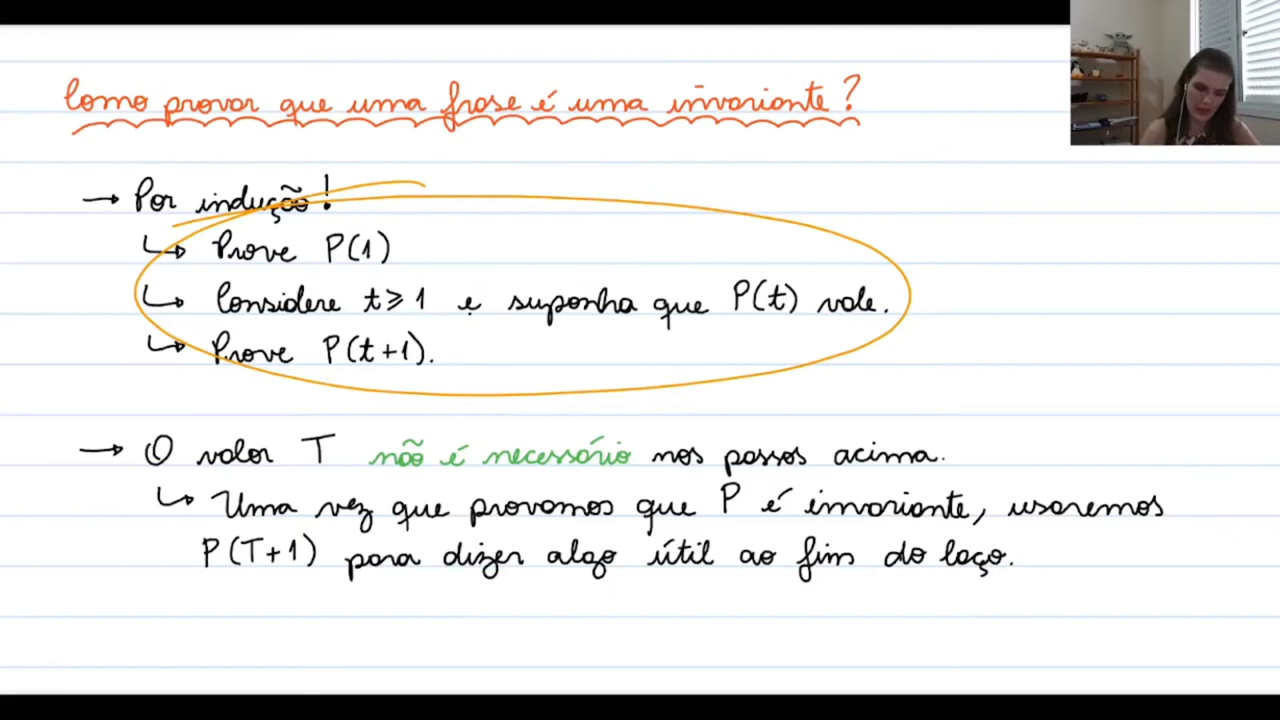 Como provar que uma frase é uma invariante?
→ Por indução!
↳ Prove P(1)
↳ Considere t≥1 e suponha que P(t) vale.
↳ Prove P(t+1).
→ O valor T não é necessário nos passos acima.
↳ Uma vez que provamos que P é invariante, usaremos
P(T+1) para dizer algo útil ao fim do laço.